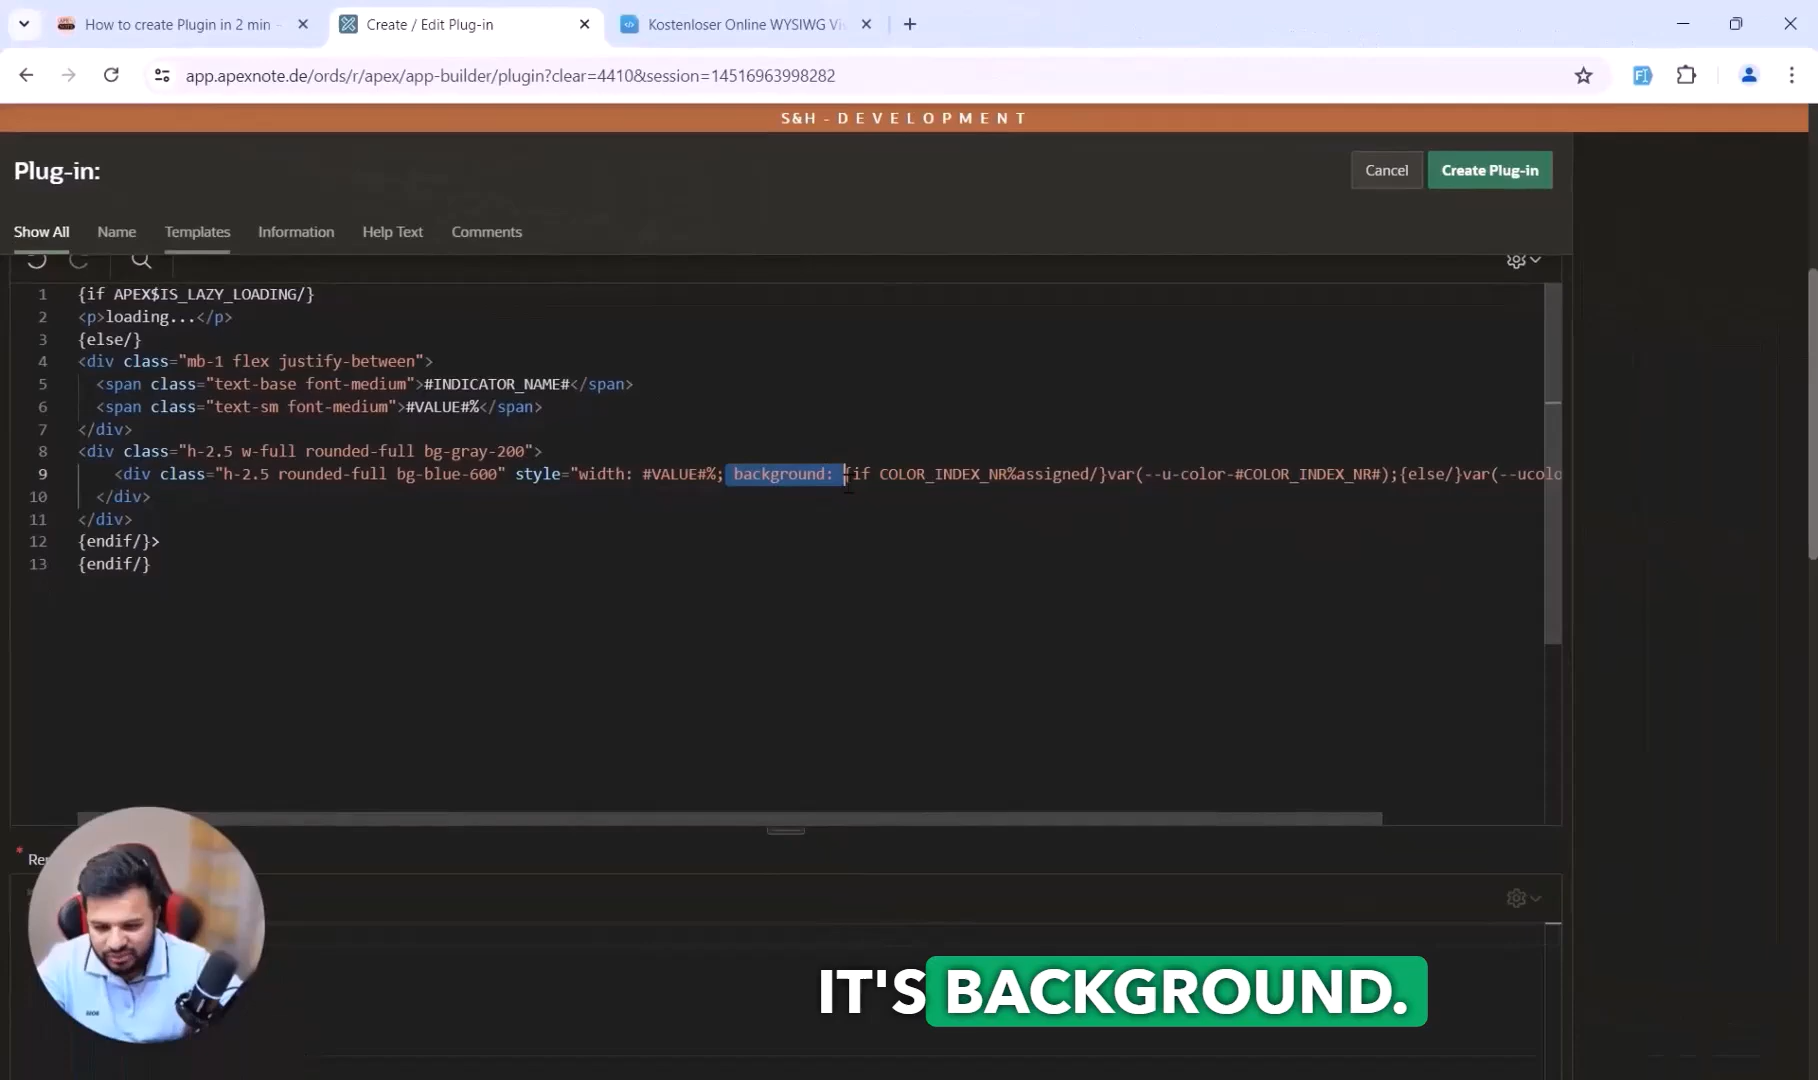 How to create Plugin in 2 min
Create / Edit Plug-in
Kostenloser Online WYSIWG Vi
app.apexnote.de/ords/r/apex/app-builder/plugin?clear=4410&session=14516963998282
S&H-DEVELOPMENT
Plug-in:
Cancel
Create Plug-in
Show All
Name
Templates
Information
Help Text
Comments
1 {if APEX$IS_LAZY_LOADING/}
2 <p>loading...</p>
3 {else/}
4 <div class="mb-1 flex justify-between">
5 <span class="text-base font-medium">#INDICATOR_NAME#</span>
6 <span class="text-sm font-medium">#VALUE#%</span>
7 </div>
8 <div class="h-2.5 w-full rounded-full bg-gray-200">
9 <div class="h-2.5 rounded-full bg-blue-600" style="width: #VALUE#%; background: {if COLOR_INDEX_NR%assigned/}var(--u-color-#COLOR_INDEX_NR#);{else/}var(--ucolo
10 </div>
11 </div>
12 {endif/}>
13 {endif/}
* Re
IT'S BACKGROUND.